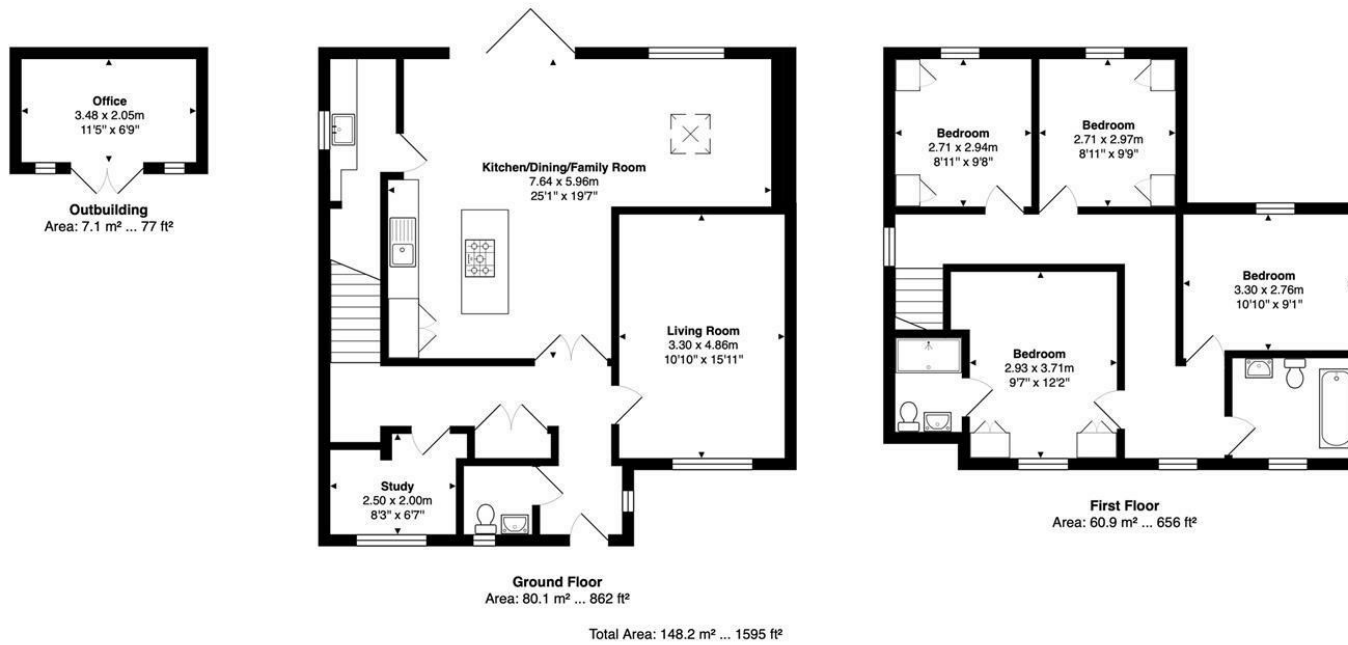 Office
3.48 x 2.05m
11'5" x 6'9"
Outbuilding
Area: 7.1 m² ... 77 ft²
Kitchen/Dining/Family Room
7.64 x 5.96m
25'1" x 19'7"
Living Room
3.30 x 4.86m
10'10" x 15'11"
Study
2.50 x 2.00m
8'3" x 6'7"
Ground Floor
Area: 80.1 m² ... 862 ft²
Bedroom
2.71 x 2.94m
8'11" x 9'8"
Bedroom
2.71 x 2.97m
8'11" x 9'9"
Bedroom
3.30 x 2.76m
10'10" x 9'1"
Bedroom
2.93 x 3.71m
9'7" x 12'2"
First Floor
Area: 60.9 m² ... 656 ft²
Total Area: 148.2 m² ... 1595 ft²